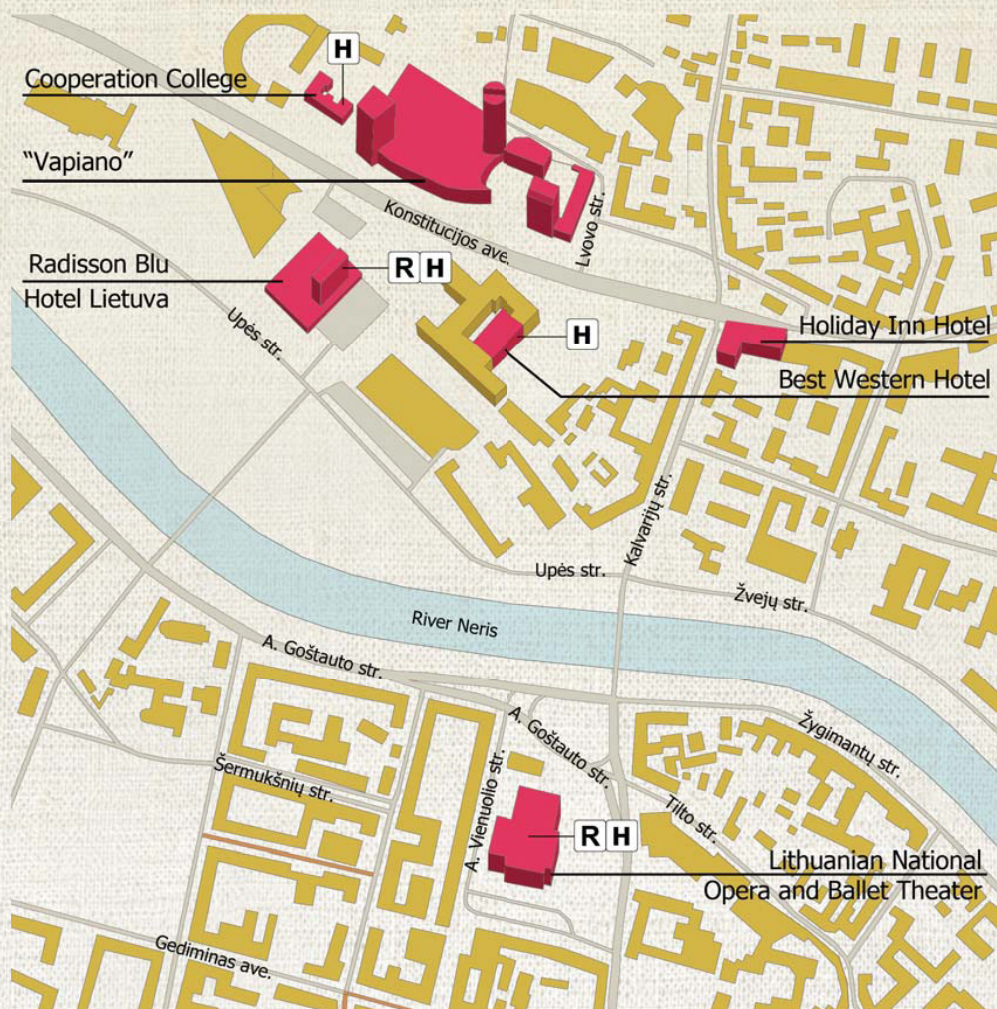 H
Cooperation College
"Vapiano"
Konstitucijos ave.
Lvovo str.
Radisson Blu
Hotel Lietuva
R H
Upės str.
H
Holiday Inn Hotel
Best Western Hotel
Kalvarijų str.
Upės str.
Žvejų str.
River Neris
A. Goštauto str.
A. Goštauto str.
Žygimantų str.
Šermukšnių str.
A. Vienuolio str.
Tilto str.
R H
Lithuanian National
Opera and Ballet Theater
Gediminas ave.